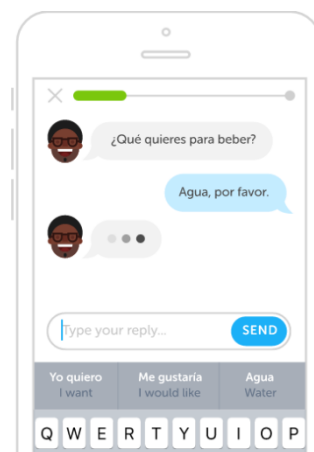 ¿Qué quieres para beber?
Agua, por favor.
Type your reply...
SEND
Yo quiero Me gustaría Agua
I want I would like Water
Q W E R T Y U I O P